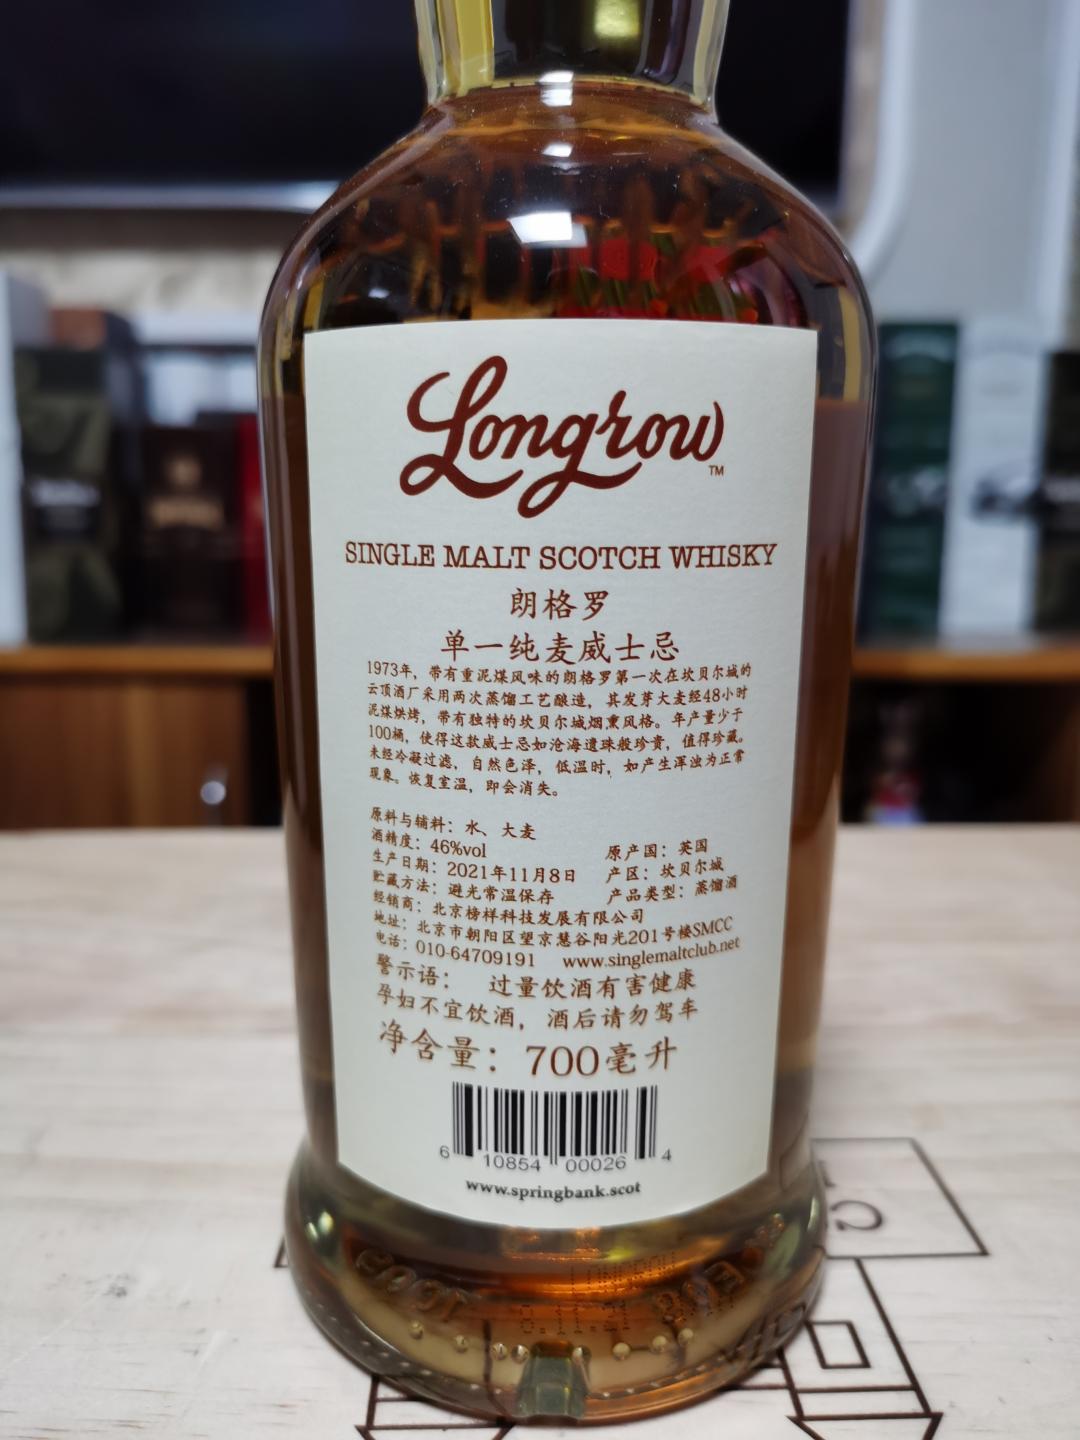 Longrow
TM
SINGLE MALT SCOTCH WHISKY
朗格罗
单一纯麦威士忌
1973年，带有重泥煤风味的朗格罗第一次在坎贝尔城的
云顶酒厂采用两次蒸馏工艺酿造，其发芽大麦经48小时
泥煤烘烤，带有独特的坎贝尔城烟熏风格。年产量少于
100桶，使得这款威士忌如沧海遗珠般珍贵，值得珍藏。
未经冷凝过滤，自然色泽，低温时，如产生浑浊为正常
现象。恢复室温，即会消失。
原料与辅料：水、大麦
酒精度：46%vol 原产国：英国
生产日期：2021年11月8日 产区：坎贝尔城
贮藏方法：避光常温保存 产品类型：蒸馏酒
经销商：北京榜样科技发展有限公司
地址：北京市朝阳区望京慧谷阳光201号楼SMCC
电话：010-64709191 www.singlemaltclub.net
警示语： 过量饮酒有害健康
孕妇不宜饮酒，酒后请勿驾车
净含量：700毫升
6 10854 00026 4
www.springbank.scot